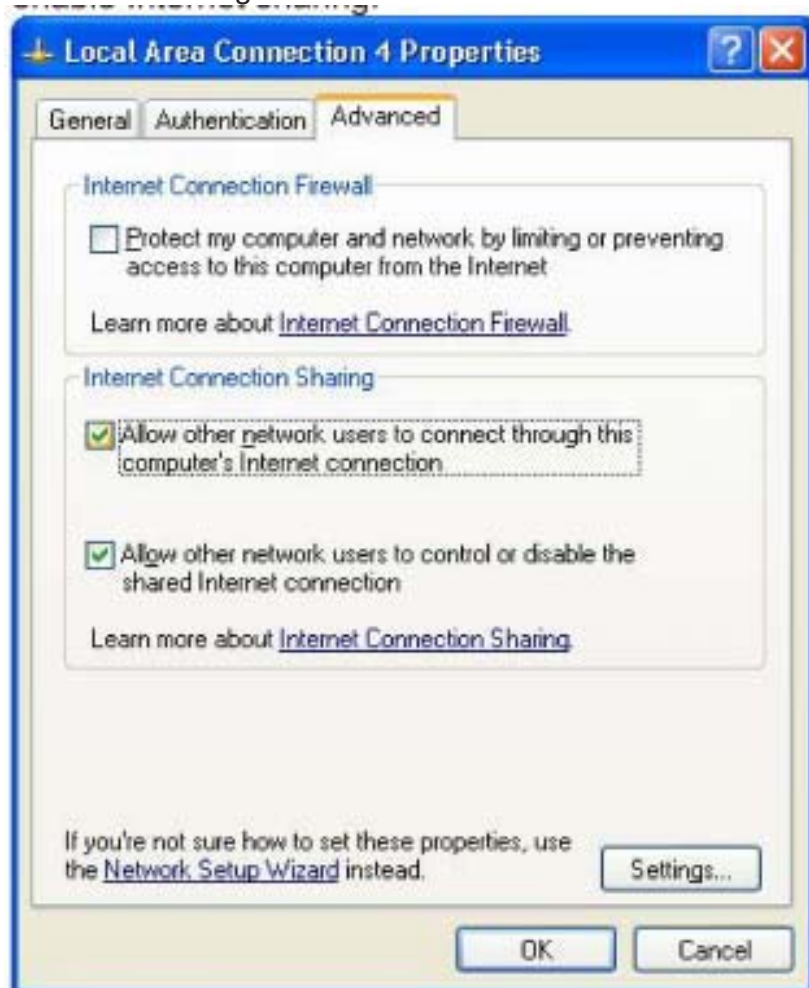 enable Internet sharing.
Local Area Connection 4 Properties
General Authentication Advanced
Internet Connection Firewall
Protect my computer and network by limiting or preventing
access to this computer from the Internet
Learn more about Internet Connection Firewall.
Internet Connection Sharing
Allow other network users to connect through this
computer's Internet connection
Allow other network users to control or disable the
shared Internet connection
Learn more about Internet Connection Sharing.
If you're not sure how to set these properties, use
the Network Setup Wizard instead.
Settings...
OK Cancel